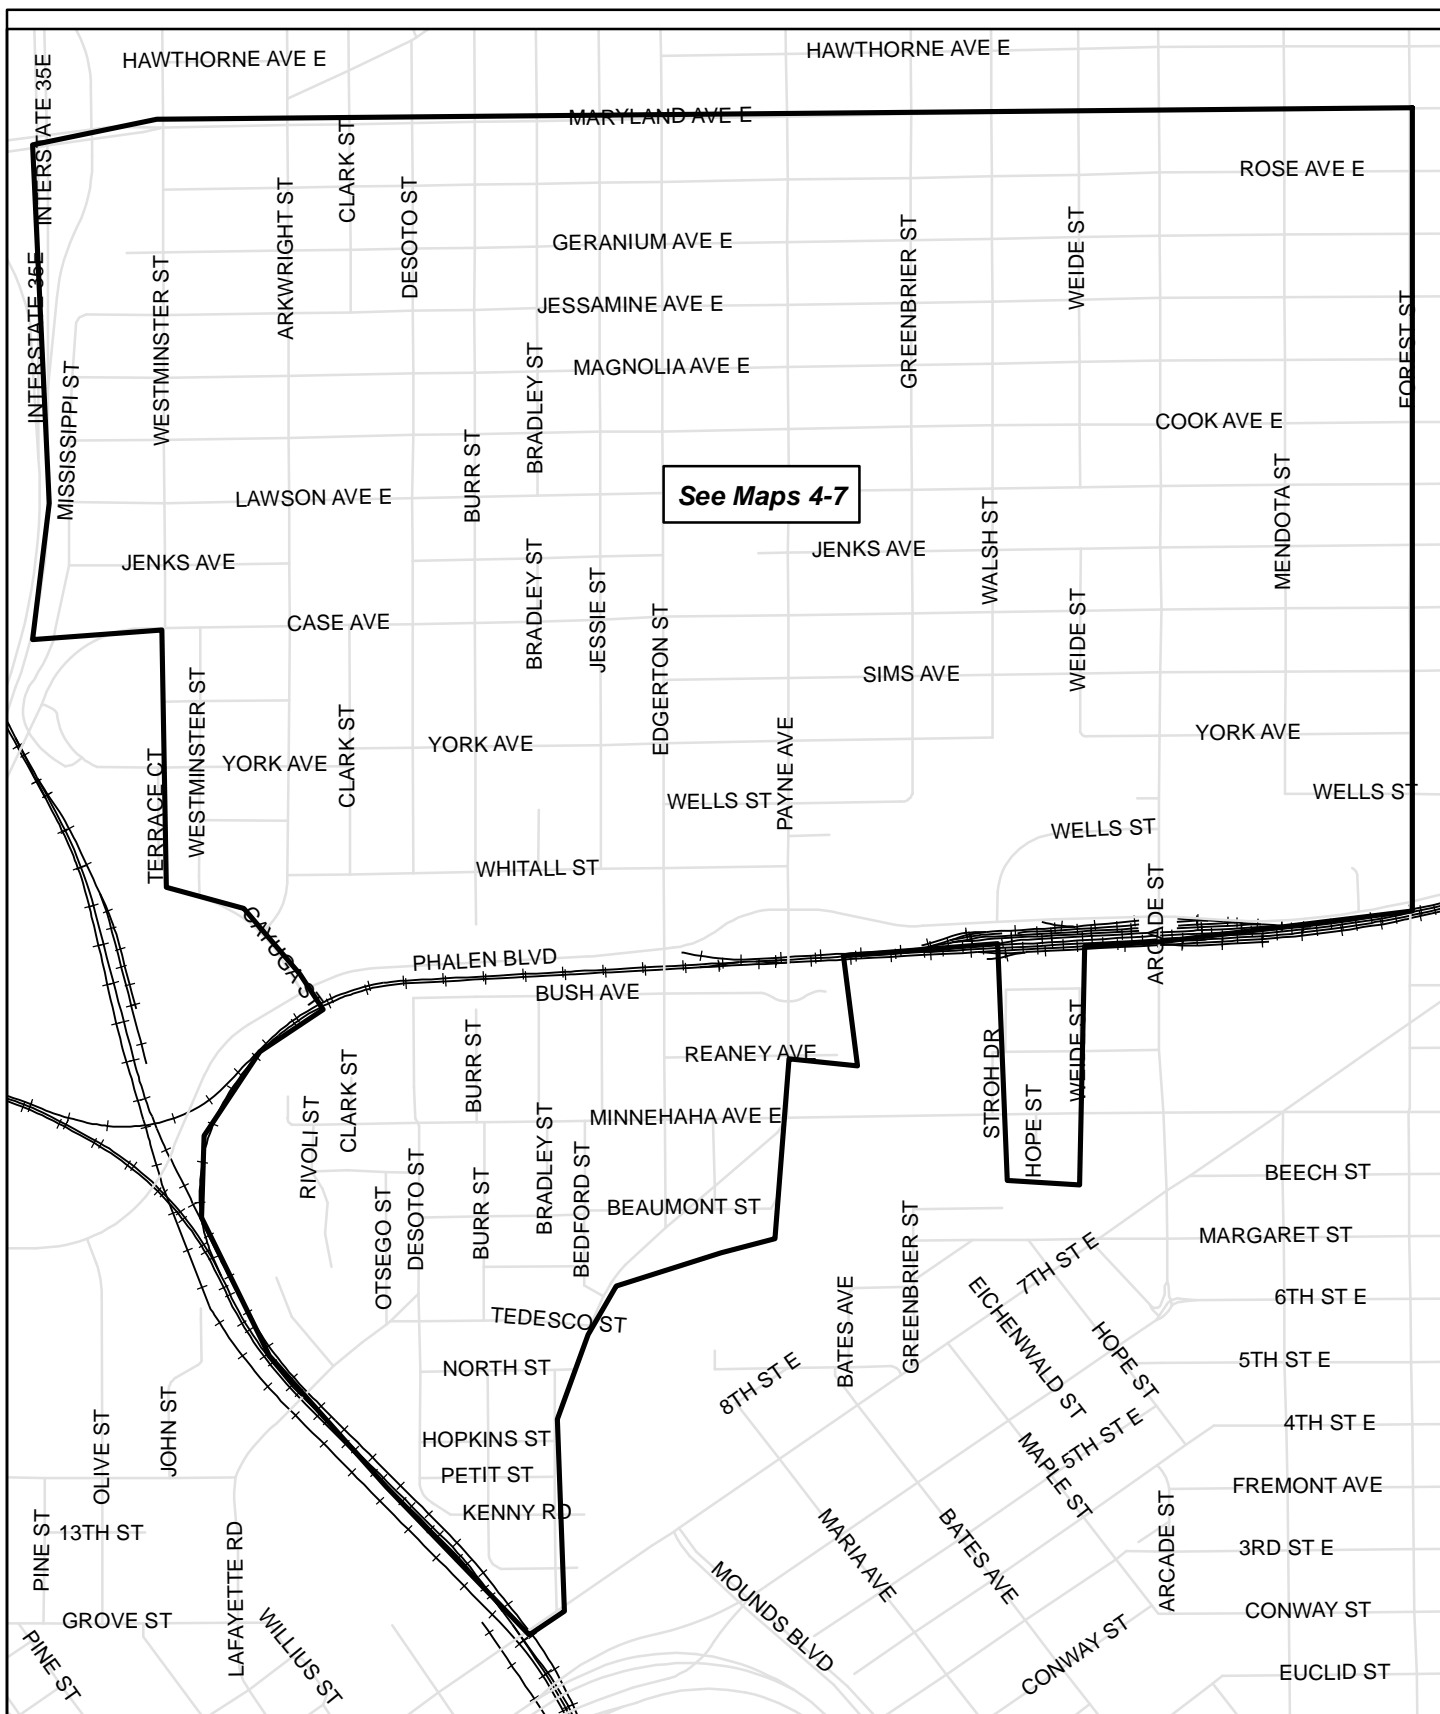 HAWTHORNE AVE E
HAWTHORNE AVE E
INTERSTATE 35E
MARYLAND AVE E
CLARK ST
ROSE AVE E
ARKWRIGHT ST
DESOTO ST
GERANIUM AVE E
GREENBRIER ST
WEIDE ST
INTERSTATE 35E
WESTMINSTER ST
JESSAMINE AVE E
FOREST ST
MISSISSIPPI ST
BRADLEY ST
MAGNOLIA AVE E
COOK AVE E
BURR ST
MENDOTA ST
LAWSON AVE E
See Maps 4-7
WALSH ST
JENKS AVE
BRADLEY ST
JESSIE ST
JENKS AVE
CASE AVE
EDGERTON ST
WEIDE ST
SIMS AVE
WESTMINSTER ST
CLARK ST
YORK AVE
PAYNE AVE
YORK AVE
TERRACE CT
YORK AVE
WELLS ST
WELLS ST
WELLS ST
WHITALL ST
ARCADE ST
CAYUGA ST
PHALEN BLVD
BUSH AVE
WEIDE ST
BURR ST
REANEY AVE
STROH DR
CLARK ST
RIVOLI ST
HOPE ST
BRADLEY ST
MINNEHAHA AVE E
BEDFORD ST
DESOTO ST
BURR ST
OTSEGO ST
BEECH ST
BEAUMONT ST
GREENBRIER ST
MARGARET ST
7TH ST E
BATES AVE
EICHENWALD ST
6TH ST E
TEDESCO ST
HOPE ST
NORTH ST
5TH ST E
8TH ST E
JOHN ST
OLIVE ST
HOPKINS ST
5TH ST E
4TH ST E
PETIT ST
MAPLE ST
FREMONT AVE
KENNY RD
PINE ST
13TH ST
LAFAYETTE RD
MARIA AVE
BATES AVE
ARCADE ST
3RD ST E
GROVE ST
WILLIUS ST
MOUNDS BLVD
CONWAY ST
CONWAY ST
PINE ST
EUCLID ST